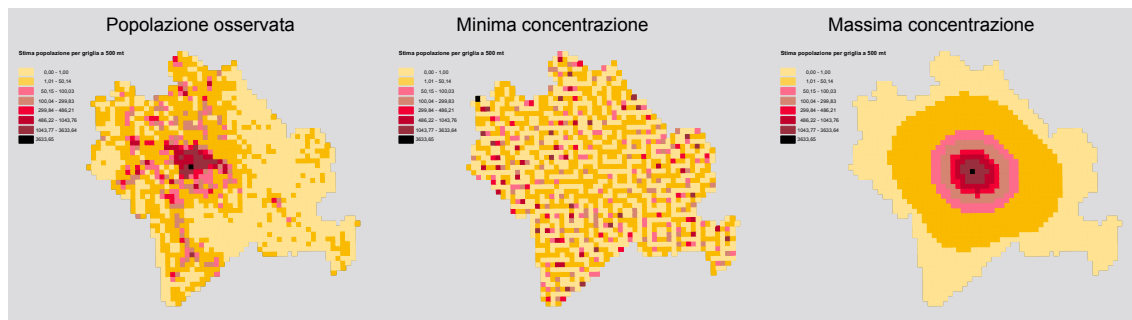 Popolazione osservata
Stima popolazione per griglia a 500 mt
0,00 - 1,00
1,01 - 50,14
50,15 - 100,03
100,04 - 299,83
299,84 - 486,21
486,22 - 1043,76
1043,77 - 3633,64
3633,65
Minima concentrazione
Stima popolazione per griglia a 500 mt
0,00 - 1,00
1,01 - 50,14
50,15 - 100,03
100,04 - 299,83
299,84 - 486,21
486,22 - 1043,76
1043,77 - 3633,64
3633,65
Massima concentrazione
Stima popolazione per griglia a 500 mt
0,00 - 1,00
1,01 - 50,14
50,15 - 100,03
100,04 - 299,83
299,84 - 486,21
486,22 - 1043,76
1043,77 - 3633,64
3633,65